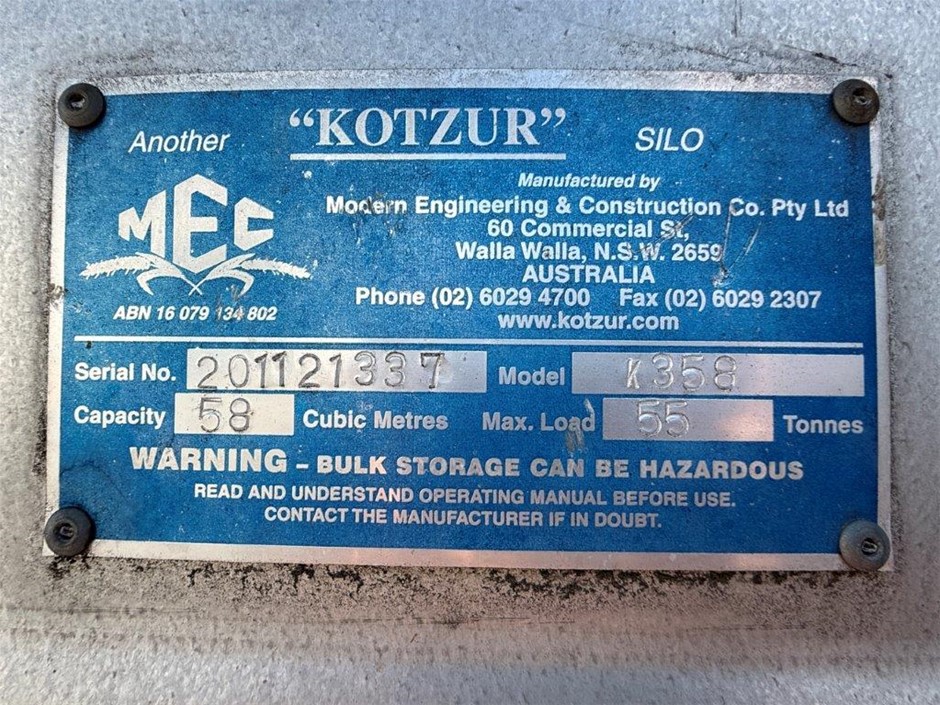 Another "KOTZUR" SILO
MEC
ABN 16 079 134 802
Manufactured by
Modern Engineering & Construction Co. Pty Ltd
60 Commercial St,
Walla Walla, N.S.W. 2659
AUSTRALIA
Phone (02) 6029 4700 Fax (02) 6029 2307
www.kotzur.com
Serial No. 201121337 Model K358
Capacity 58 Cubic Metres Max. Load 55 Tonnes
WARNING - BULK STORAGE CAN BE HAZARDOUS
READ AND UNDERSTAND OPERATING MANUAL BEFORE USE.
CONTACT THE MANUFACTURER IF IN DOUBT.